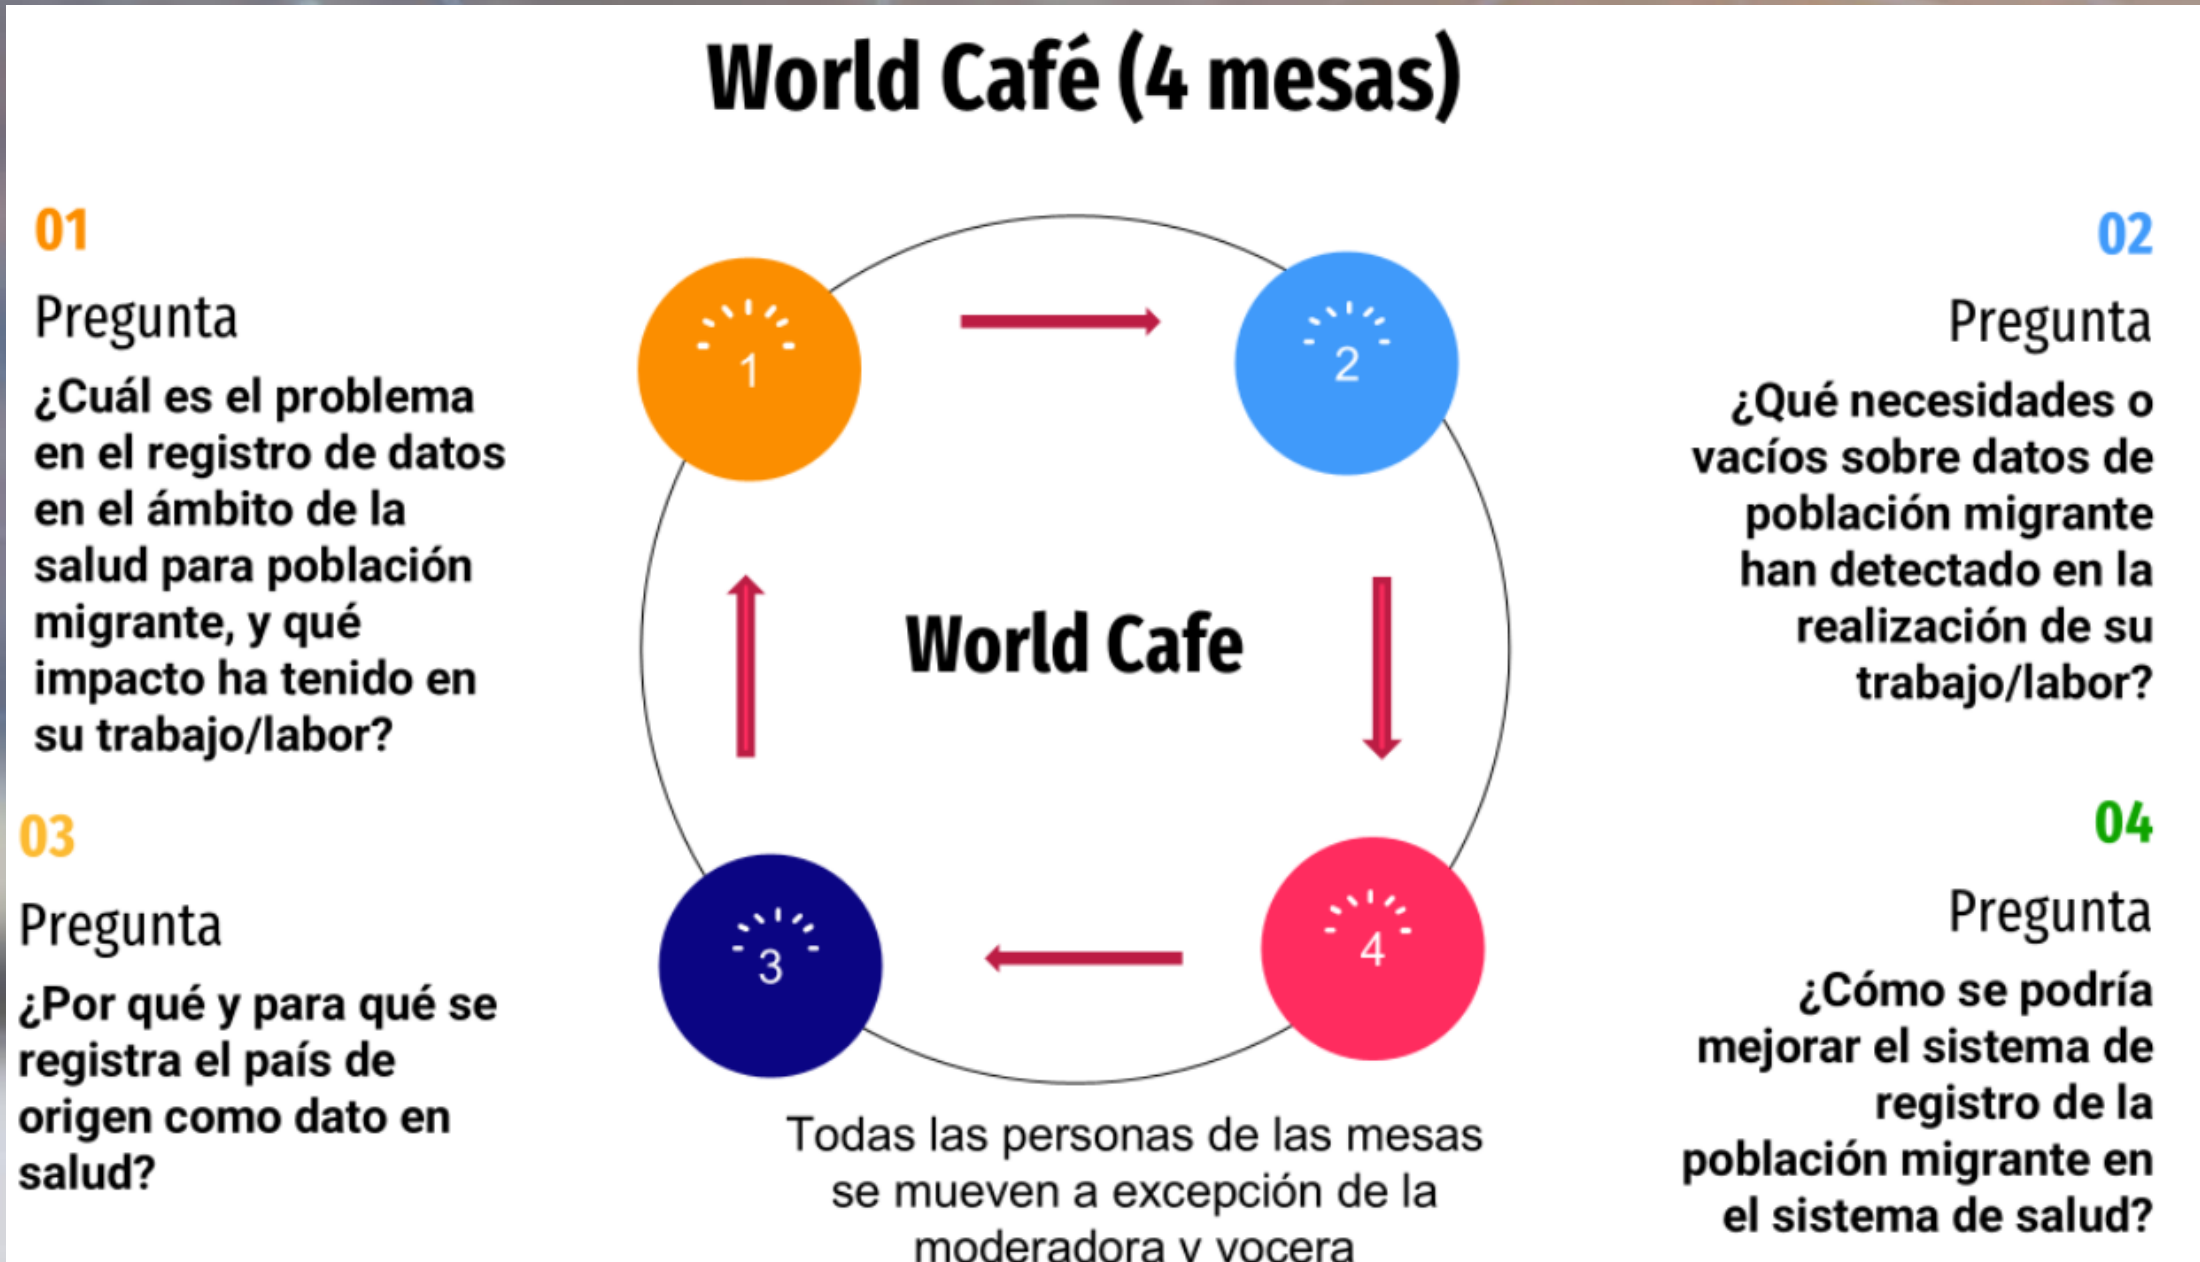 World Café (4 mesas)
01
Pregunta
¿Cuál es el problema
en el registro de datos
en el ámbito de la
salud para población
migrante, y qué
impacto ha tenido en
su trabajo/labor?
02
Pregunta
¿Qué necesidades o
vacíos sobre datos de
población migrante
han detectado en la
realización de su
trabajo/labor?
1
2
World Cafe
3
4
03
Pregunta
¿Por qué y para qué se
registra el país de
origen como dato en
salud?
04
Pregunta
¿Cómo se podría
mejorar el sistema de
registro de la
población migrante en
el sistema de salud?
Todas las personas de las mesas
se mueven a excepción de la
moderadora y vocera